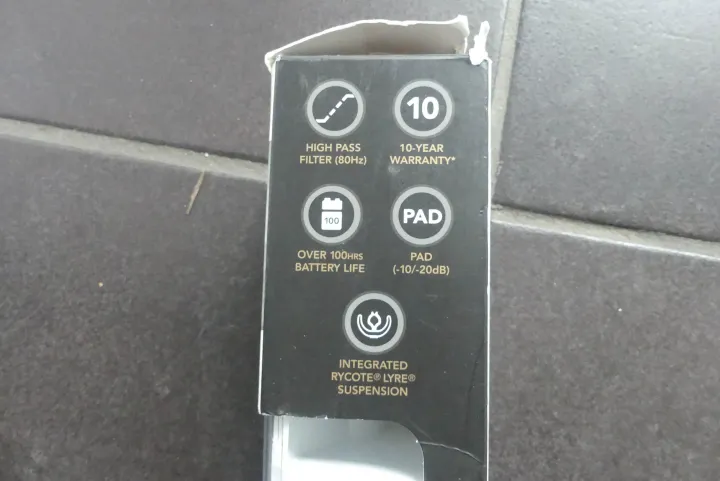 10
HIGH PASS
FILTER (80Hz)
10-YEAR
WARRANTY*
100
PAD
OVER 100HRS
BATTERY LIFE
PAD
(-10/-20dB)
INTEGRATED
RYCOTE® LYRE®
SUSPENSION